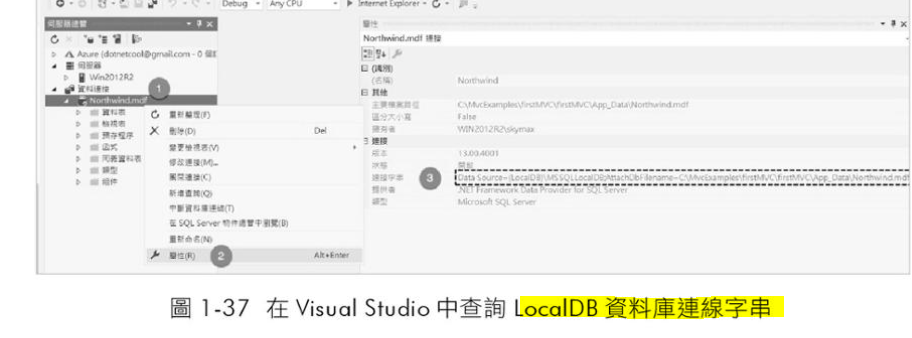 Debug Any CPU Internet Explorer
伺服器總管
Azure (dotnetcool@gmail.com - 0 個
伺服器
Win2012R2
資料連接
Northwind.mdf
資料表
檢視表
預存程序
函式
同義資料表
類型
組件
1
重新整理(F)
刪除(D) Del
變更檢視表(V)
修改連接(M)...
關閉連接(C)
新增查詢(Q)
中斷資料庫連結(T)
在 SQL Server 物件總管中瀏覽(B)
重新命名(N)
屬性(R) 2 Alt+Enter
屬性
Northwind.mdf 連接
(識別)
(名稱) Northwind
其他
主要檔案路徑 C:\MvcExamples\firstMVC\firstMVC\App_Data\Northwind.mdf
區分大小寫 False
擁有者 WIN2012R2\skymax
連接
版本 13.00.4001
狀態 開啟
3 連接字串 Data Source=(LocalDB)\MSSQLLocalDB;AttachDbFilename=C:\MvcExamples\firstMVC\firstMVC\App_Data\Northwind.mdf
提供者 .NET Framework Data Provider for SQL Server
類型 Microsoft SQL Server
圖 1-37 在 Visual Studio 中查詢 LocalDB 資料庫連線字串